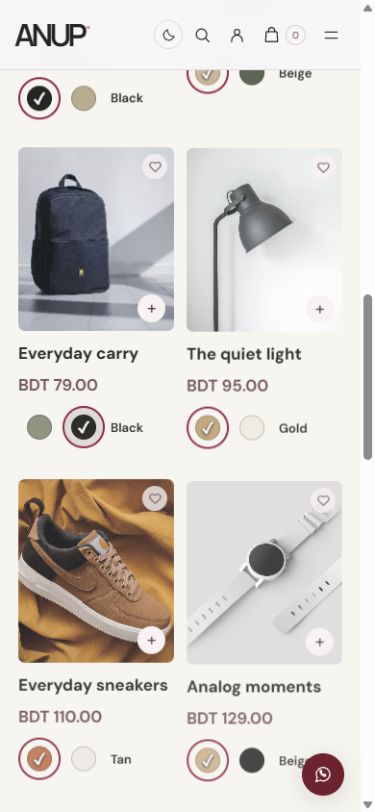 ANUP
0
Black
Beige
Everyday carry
BDT 79.00
Black
The quiet light
BDT 95.00
Gold
Everyday sneakers
BDT 110.00
Tan
Analog moments
BDT 129.00